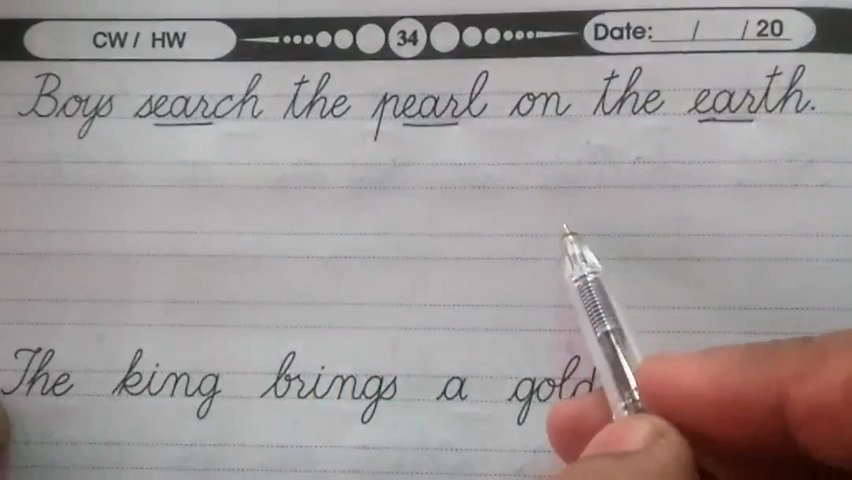 CW / HW 34 Date: / / 20
Boys search the pearl on the earth.
The king brings a gold